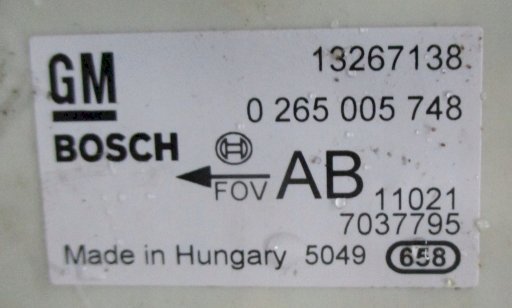 GM 13267138
0 265 005 748
BOSCH
FOV AB 11021
7037795
Made in Hungary 5049 658